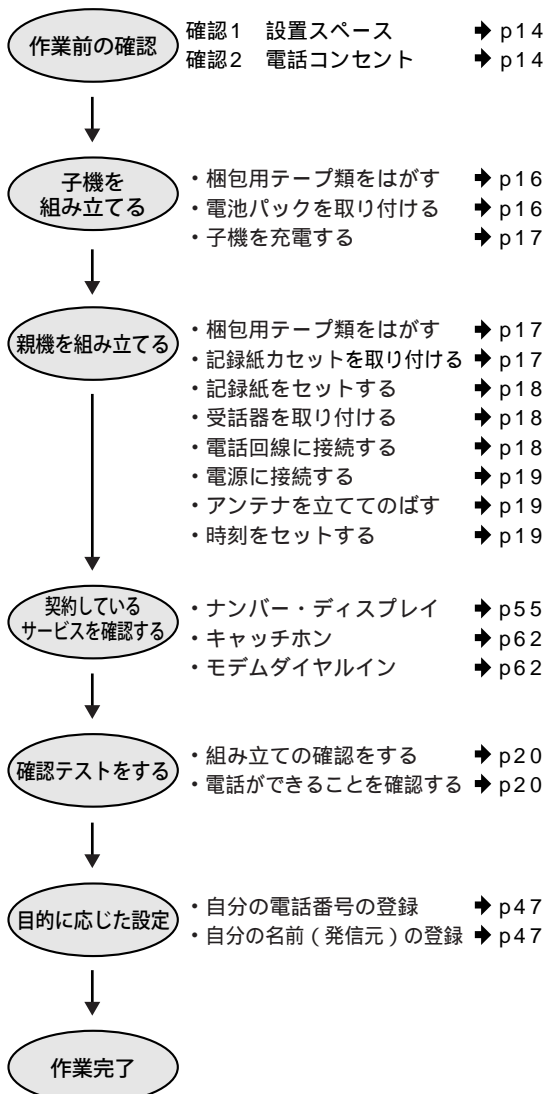 作業前の確認
確認1 設置スペース ➧ p14
確認2 電話コンセント ➧ p14
子機を
組み立てる
・梱包用テープ類をはがす ➧ p16
・電池パックを取り付ける ➧ p16
・子機を充電する ➧ p17
親機を組み立てる
・梱包用テープ類をはがす ➧ p17
・記録紙カセットを取り付ける ➧ p17
・記録紙をセットする ➧ p18
・受話器を取り付ける ➧ p18
・電話回線に接続する ➧ p18
・電源に接続する ➧ p19
・アンテナを立ててのばす ➧ p19
・時刻をセットする ➧ p19
契約している
サービスを確認する
・ナンバー・ディスプレイ ➧ p55
・キャッチホン ➧ p62
・モデムダイヤルイン ➧ p62
確認テストをする
・組み立ての確認をする ➧ p20
・電話ができることを確認する ➧ p20
目的に応じた設定
・自分の電話番号の登録 ➧ p47
・自分の名前(発信元)の登録 ➧ p47
作業完了